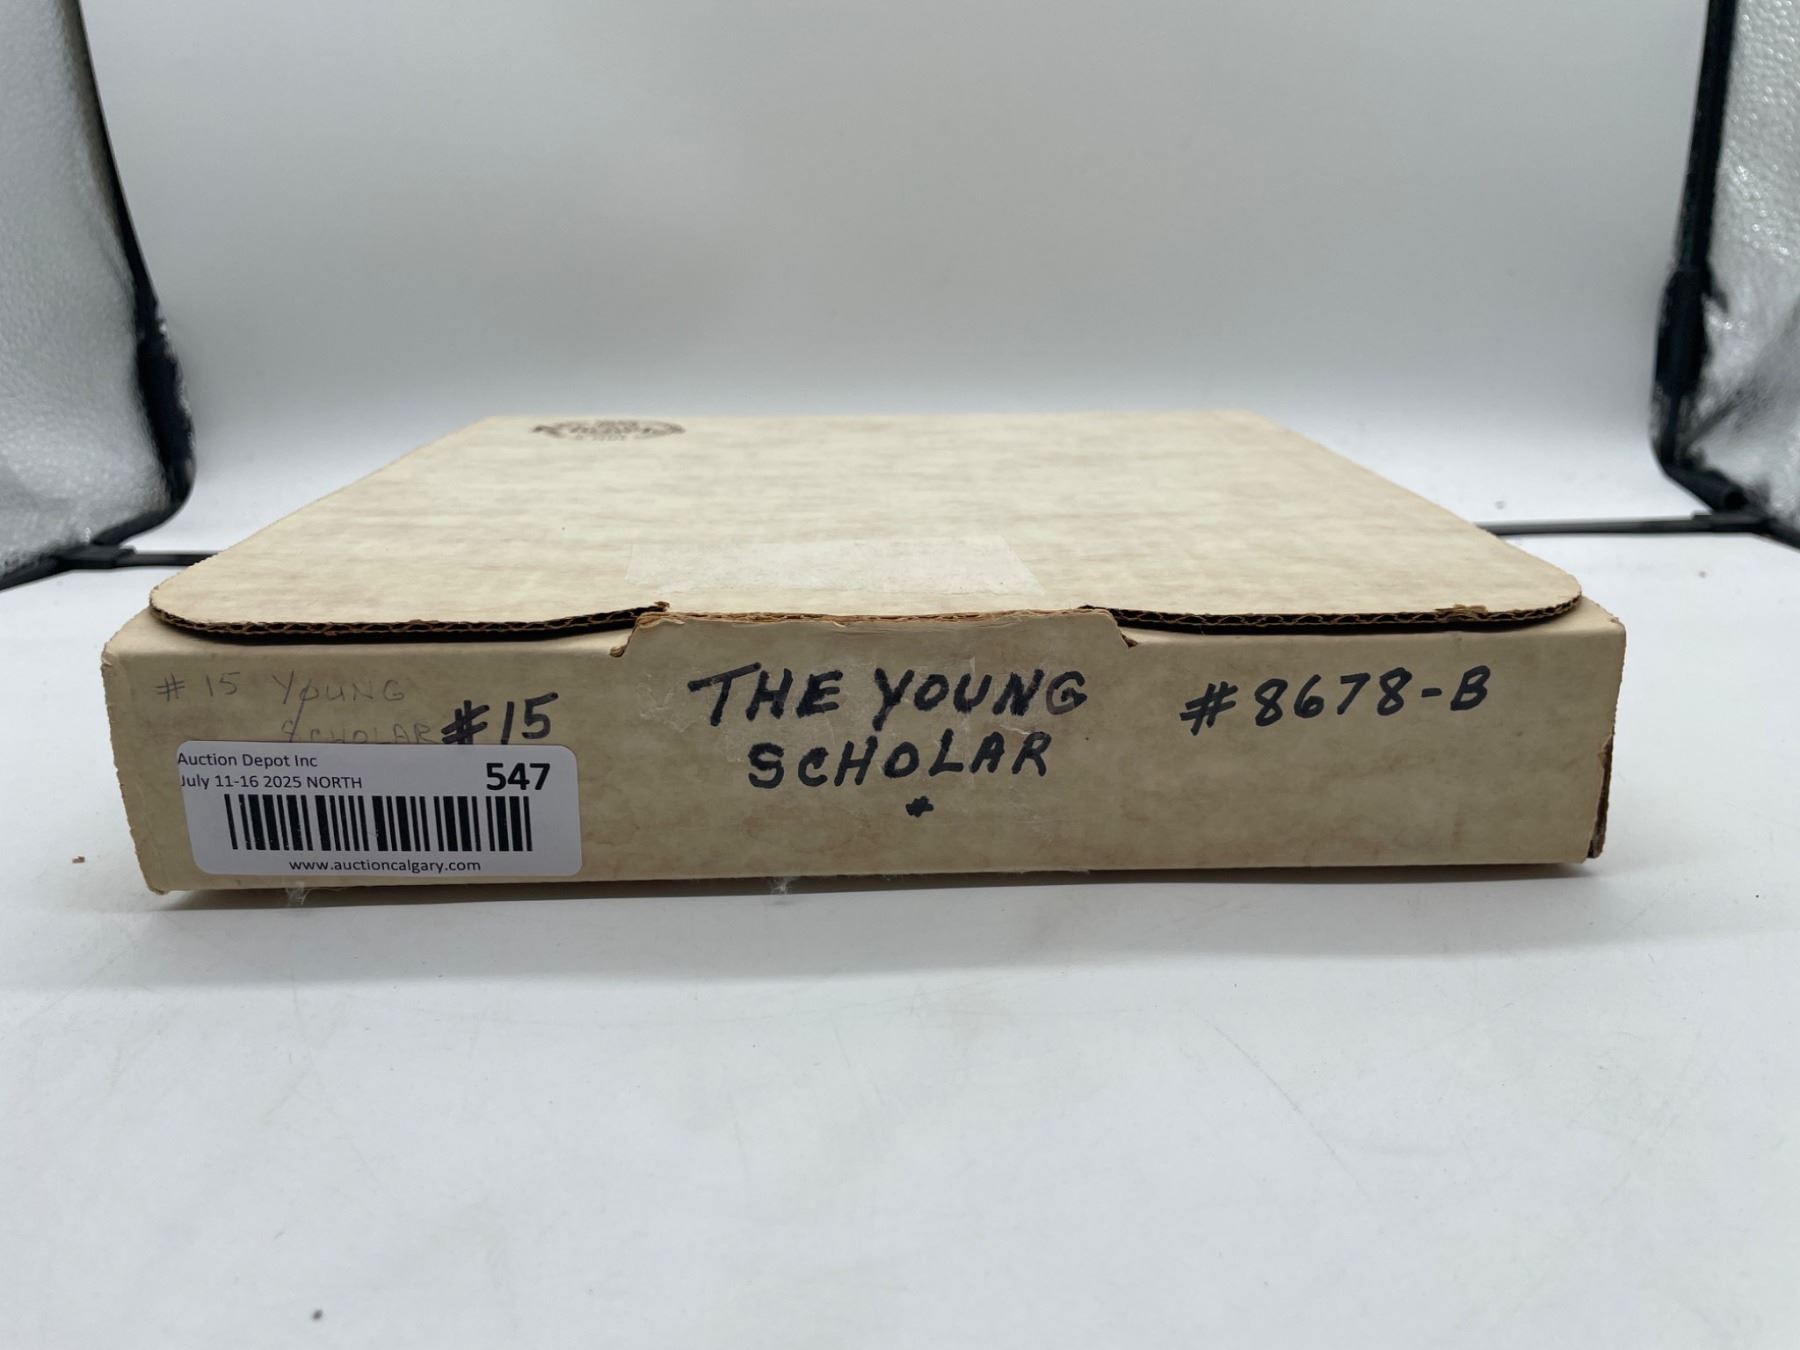 # 15 YOUNG
SCHOLAR
#15
THE YOUNG
SCHOLAR
#
#8678-B
Auction Depot Inc
July 11-16 2025 NORTH
547
www.auctioncalgary.com